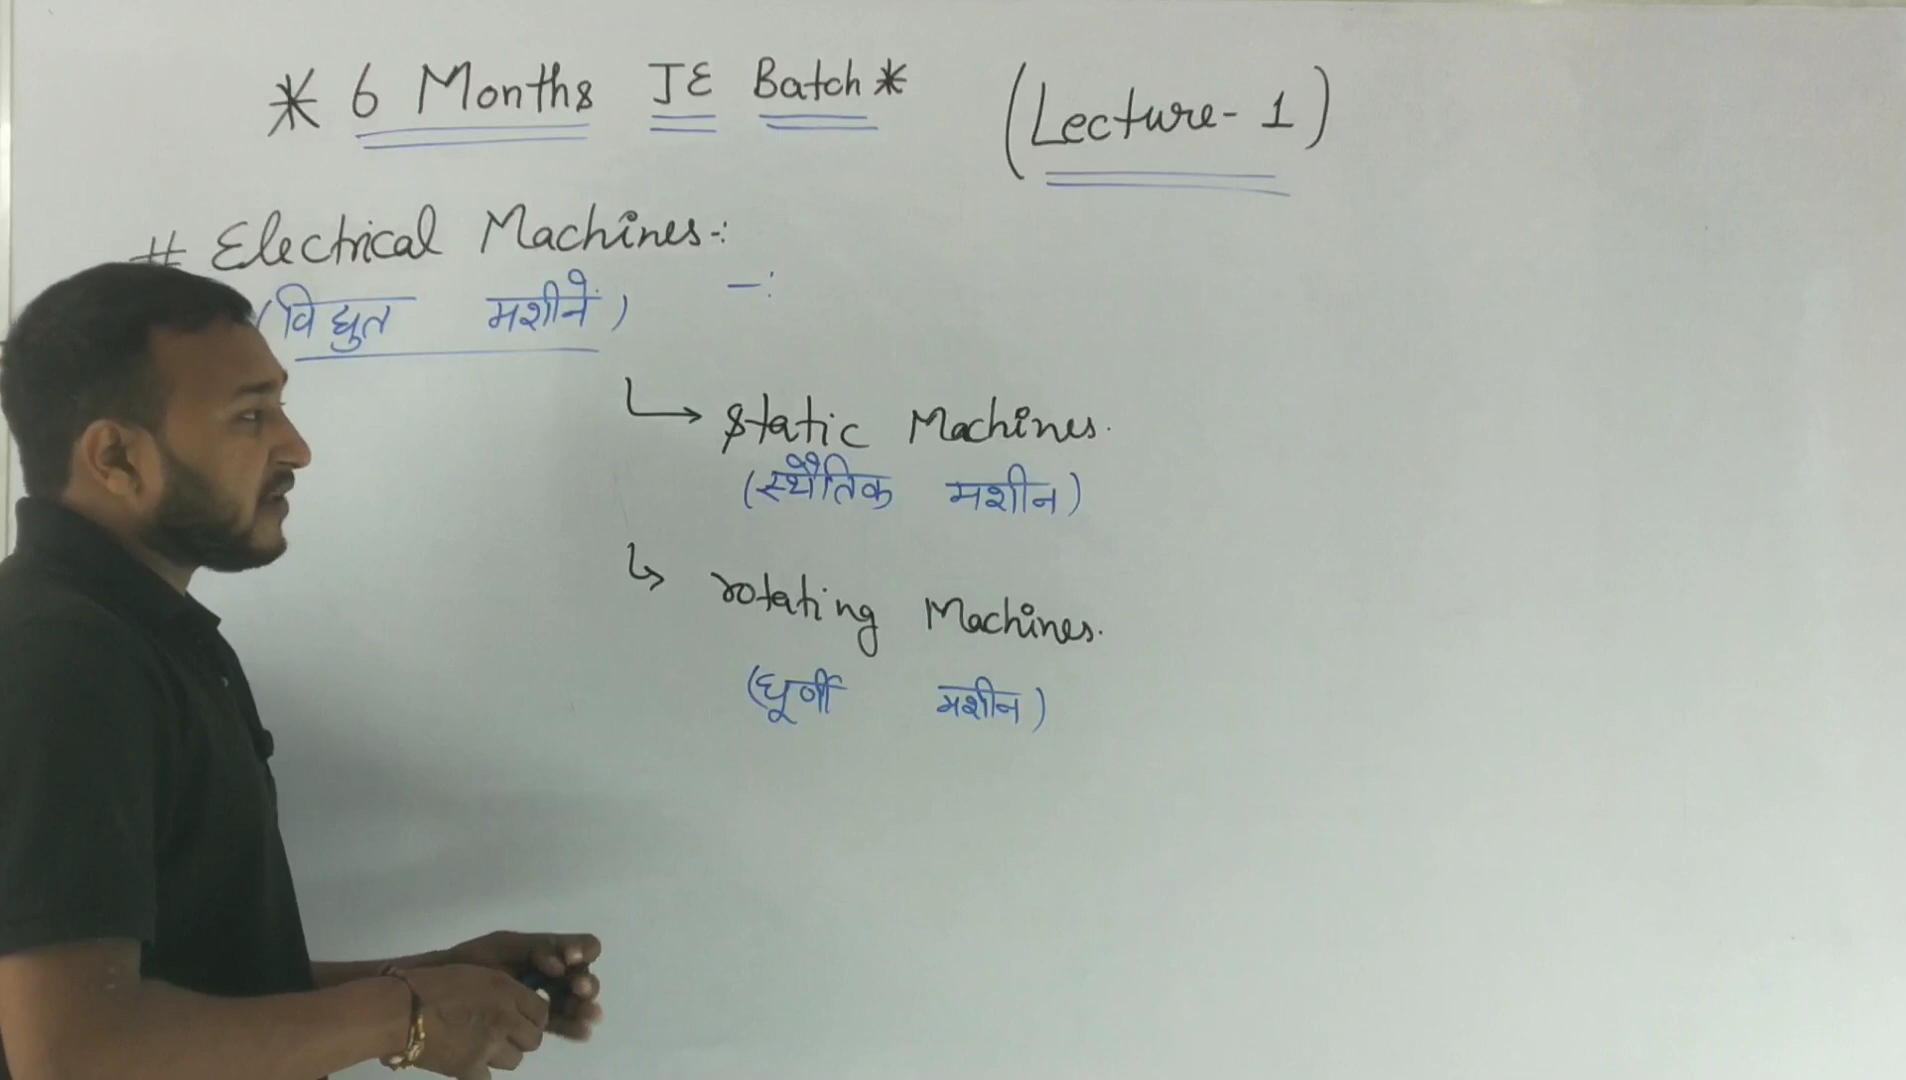 * 6 Months JE Batch * (Lecture-1)
# Electrical Machines-:
(विद्युत मशीनें) -:
↳ Static Machines.
(स्थैतिक मशीन)
↳ rotating Machines.
(घूर्णी मशीन)